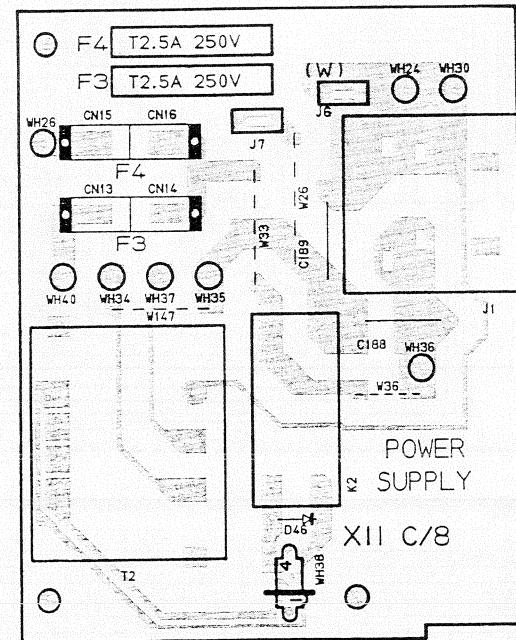 F4 T2.5A 250V
F3 T2.5A 250V
(W)
WH24 WH30
J6
CN15 CN16
WH26
J7
F4
CN13 CN14
W26
F3
W33
C189
WH40 WH34 WH37 WH35
W147
J1
C188
WH36
W36
POWER
SUPPLY
K2
D46
XII C/8
4
WH38
T2
1